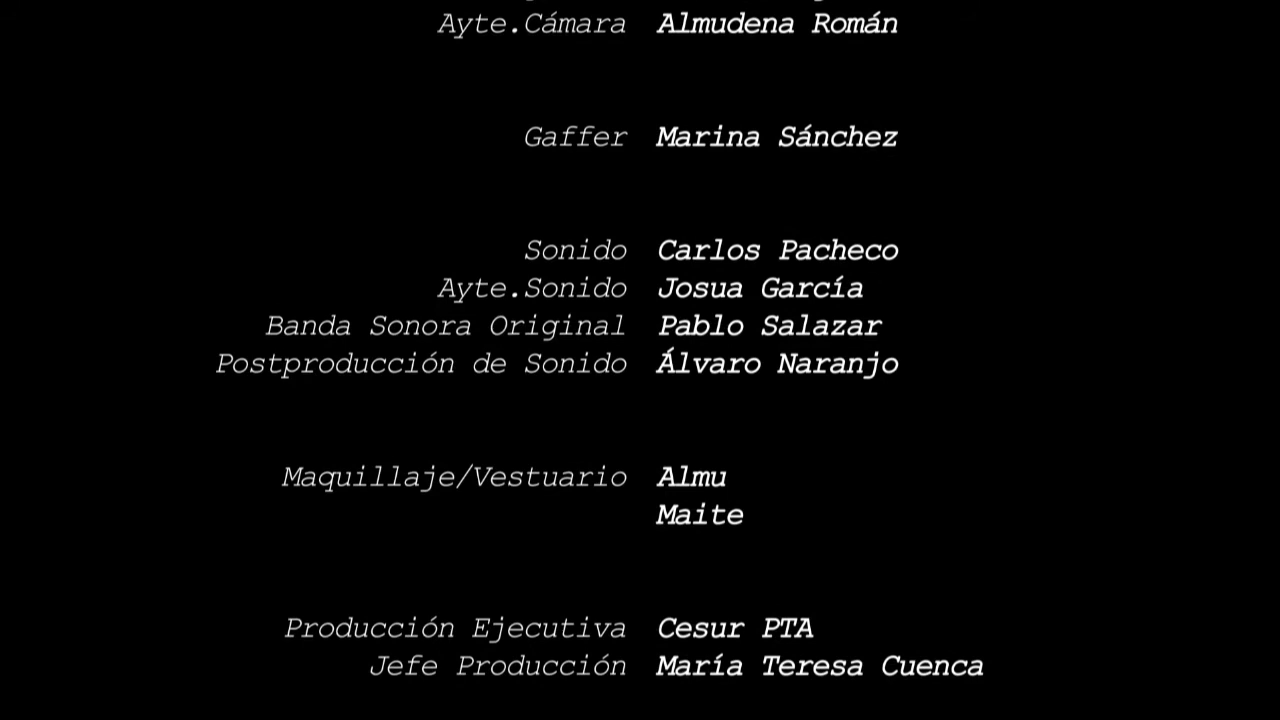 Ayte.Cámara Almudena Román
Gaffer Marina Sánchez
Sonido Carlos Pacheco
Ayte.Sonido Josua García
Banda Sonora Original Pablo Salazar
Postproducción de Sonido Álvaro Naranjo
Maquillaje/Vestuario Almu
Maite
Producción Ejecutiva Cesur PTA
Jefe Producción María Teresa Cuenca